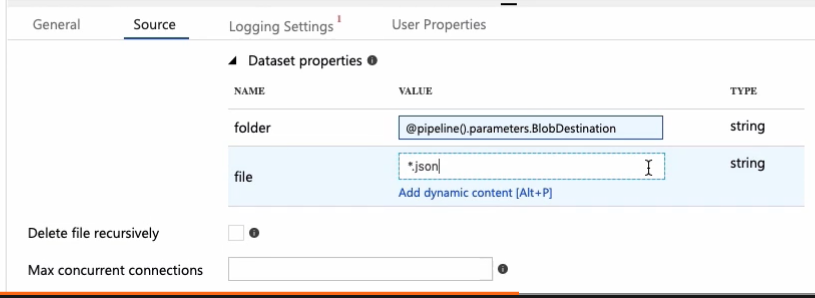 General Source Logging Settings 1 User Properties
Dataset properties
NAME VALUE TYPE
folder @pipeline().parameters.BlobDestination string
file *.json string
Add dynamic content [Alt+P]
Delete file recursively
Max concurrent connections